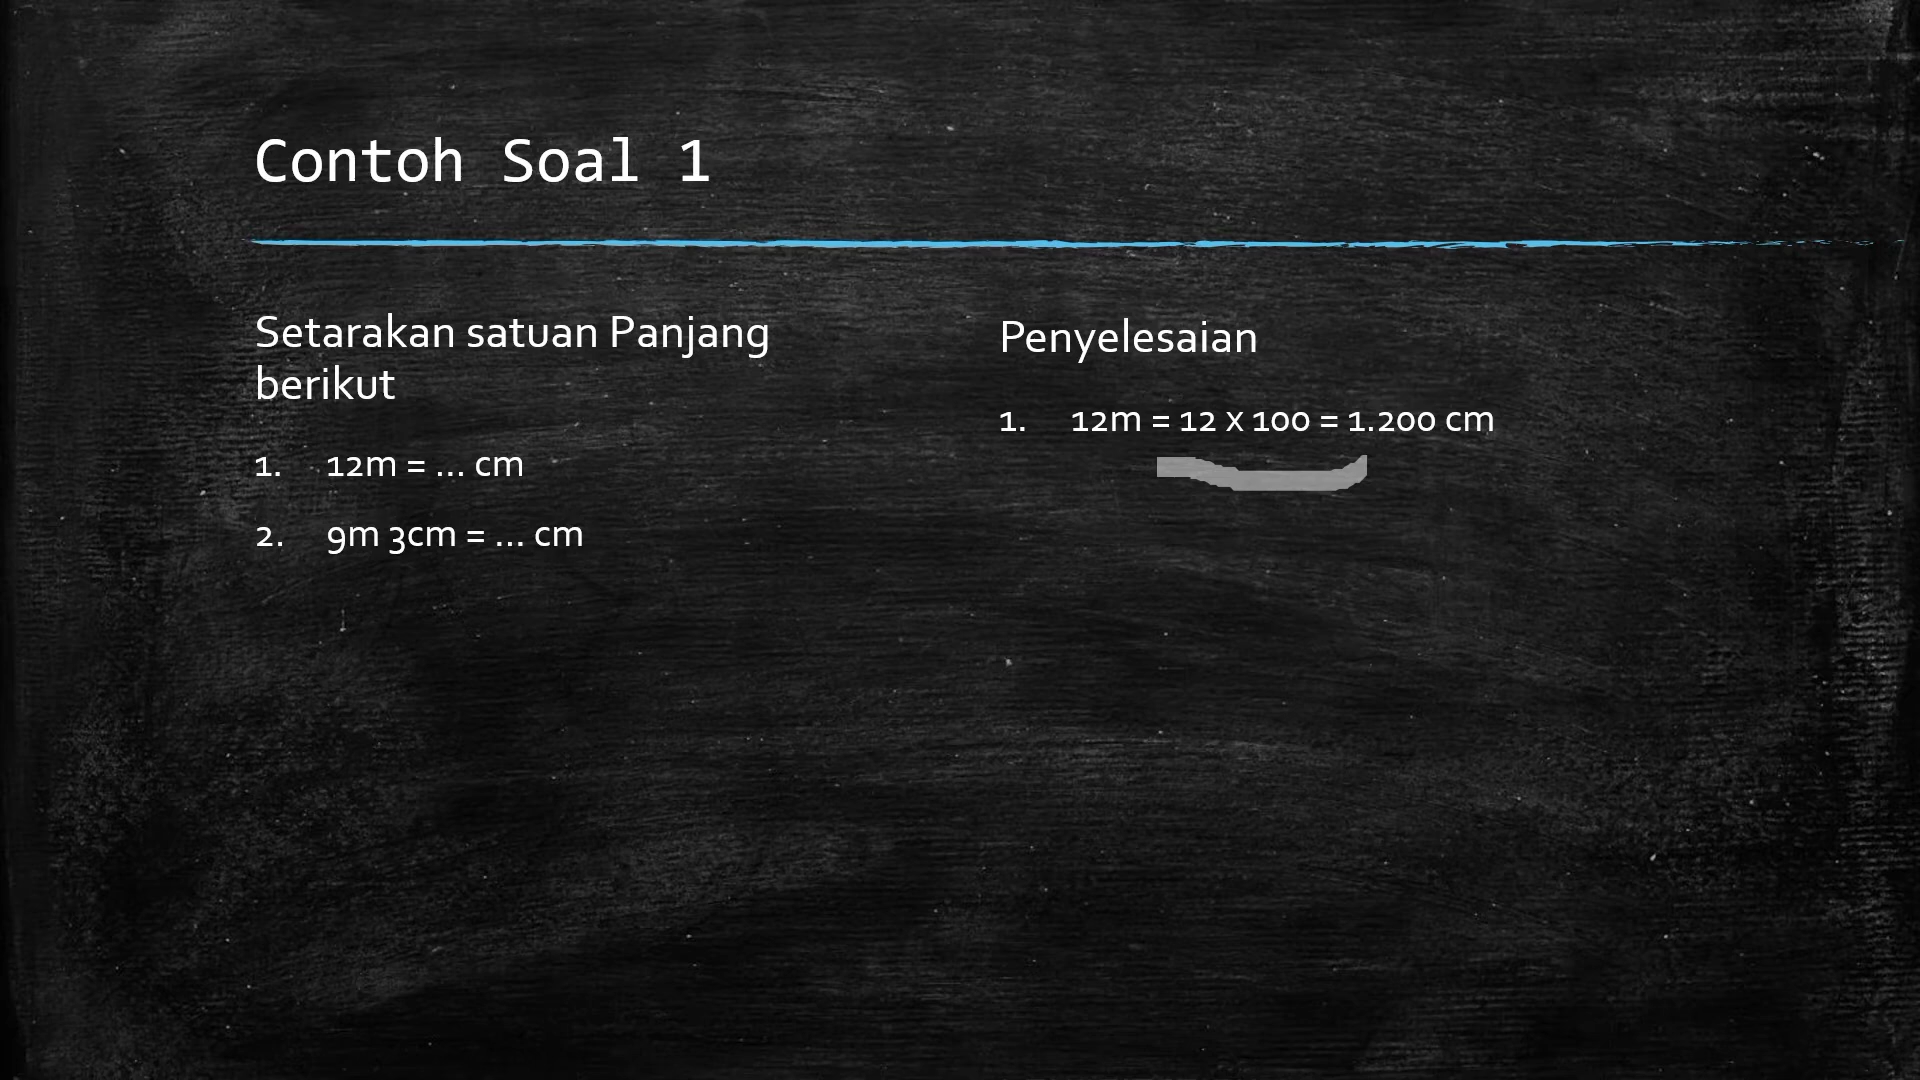 Contoh Soal 1
Setarakan satuan Panjang
berikut
1. 12m = … cm
2. 9m 3cm = … cm
Penyelesaian
1. 12m = 12 x 100 = 1.200 cm